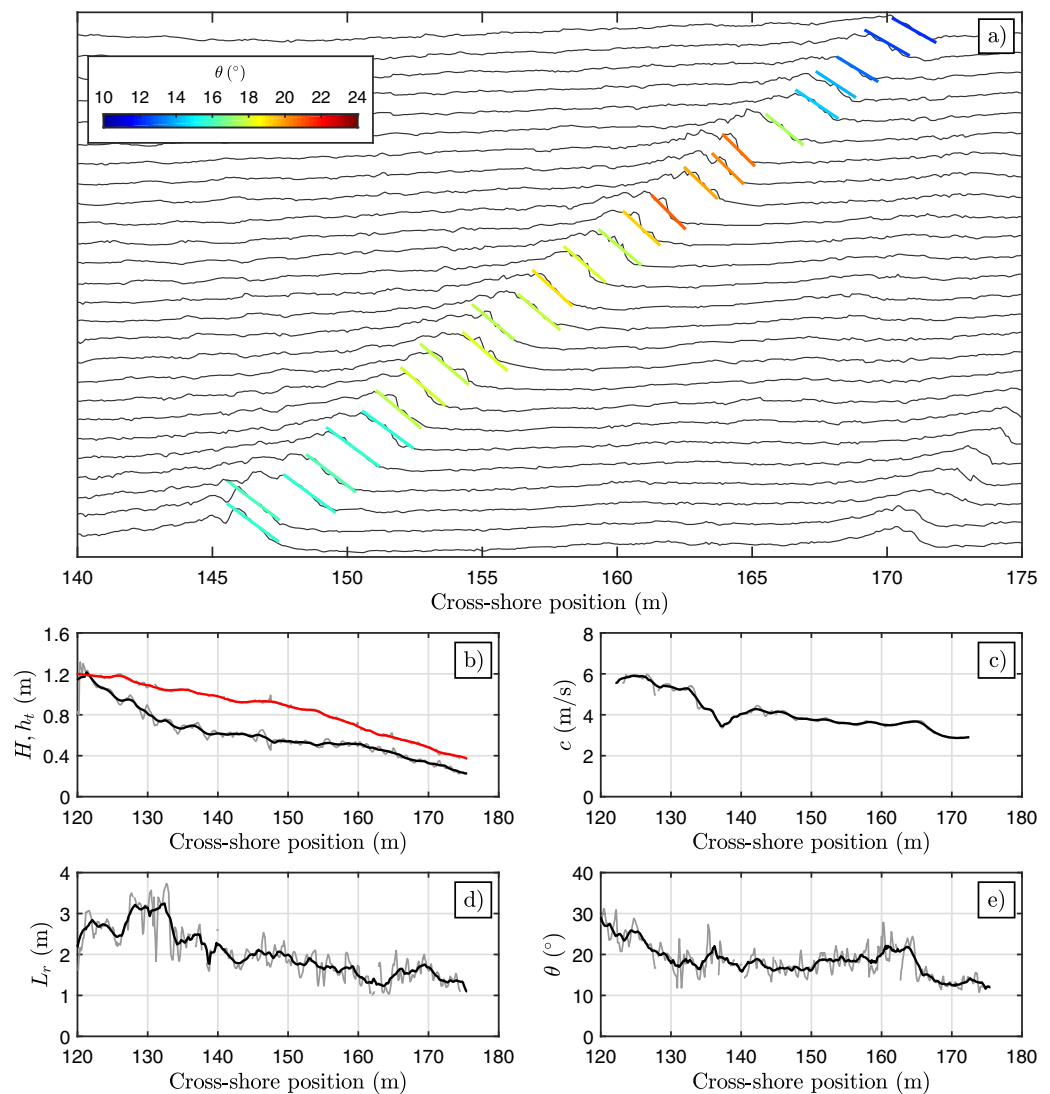 a)
θ (°)
10 12 14 16 18 20 22 24
140 145 150 155 160 165 170 175
Cross-shore position (m)
b)
H, h_t (m)
1.6
1.2
0.8
0.4
0
120 130 140 150 160 170 180
Cross-shore position (m)
c)
c (m/s)
8
6
4
2
0
120 130 140 150 160 170 180
Cross-shore position (m)
d)
L_r (m)
4
3
2
1
0
120 130 140 150 160 170 180
Cross-shore position (m)
e)
θ (°)
40
30
20
10
0
120 130 140 150 160 170 180
Cross-shore position (m)